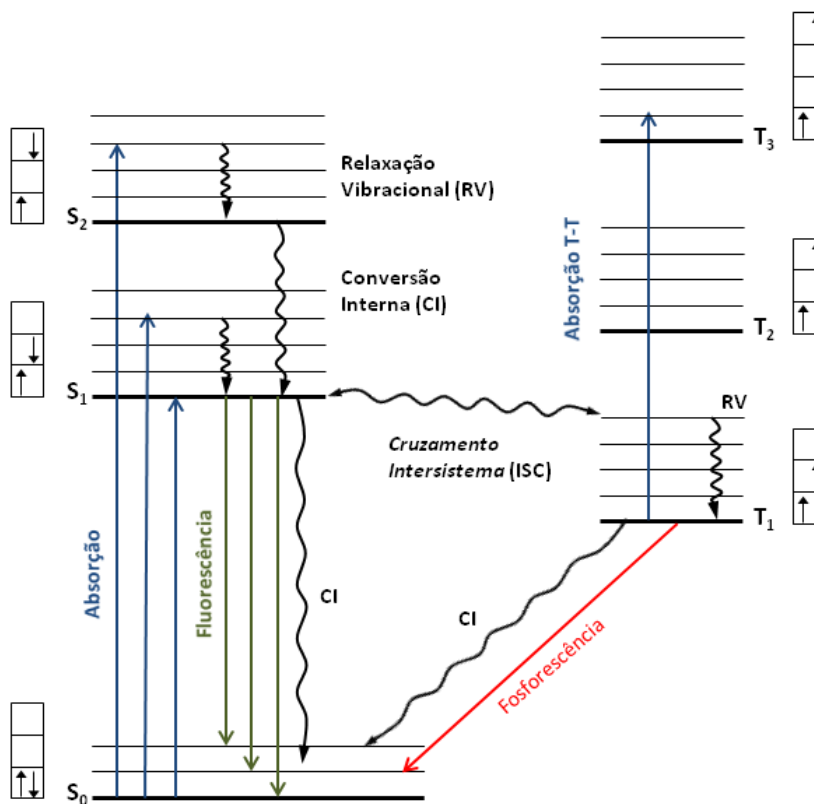 T₃
Relaxação
Vibracional (RV)
S₂
Absorção T-T
Conversão
Interna (CI)
T₂
S₁
RV
Cruzamento
Intersistema (ISC)
T₁
Absorção
Fluorescência
CI
CI
Fosforescência
S₀